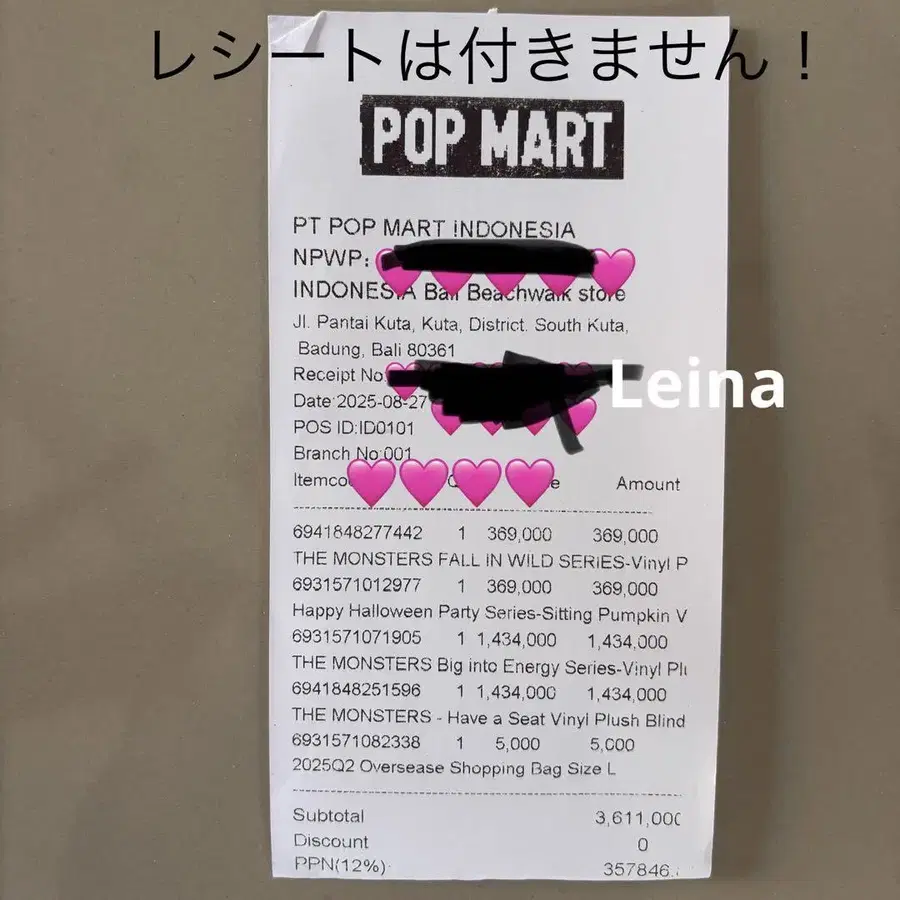 レシートは付きません！
POP MART
PT POP MART INDONESIA
NPWP:
INDONESIA Bali Beachwalk store
Jl. Pantai Kuta, Kuta, District. South Kuta,
Badung, Bali 80361
Receipt No
Leina
Date:2025-08-27
POS ID:ID0101
Branch No:001
Amount
6941848277442 1 369,000 369,000
THE MONSTERS FALL IN WILD SERIES-Vinyl P
6931571012977 1 369,000 369,000
Happy Halloween Party Series-Sitting Pumpkin V
6931571071905 1 1,434,000 1,434,000
THE MONSTERS Big into Energy Series-Vinyl Plu
6941848251596 1 1,434,000 1,434,000
THE MONSTERS - Have a Seat Vinyl Plush Blind
6931571082338 1 5,000 5,000
2025Q2 Oversease Shopping Bag Size L
Subtotal 3,611,000
Discount 0
PPN(12%): 357846.